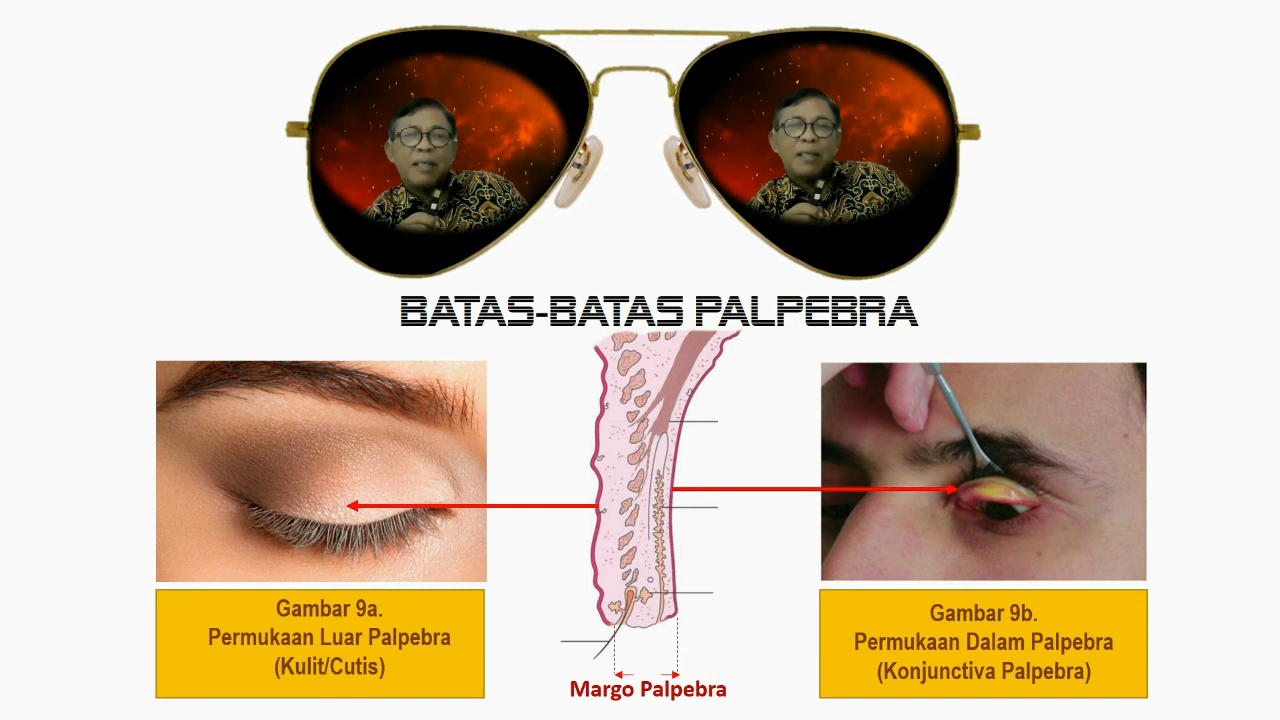 BATAS-BATAS PALPEBRA
Gambar 9a.
Permukaan Luar Palpebra
(Kulit/Cutis)
Margo Palpebra
Gambar 9b.
Permukaan Dalam Palpebra
(Konjunctiva Palpebra)